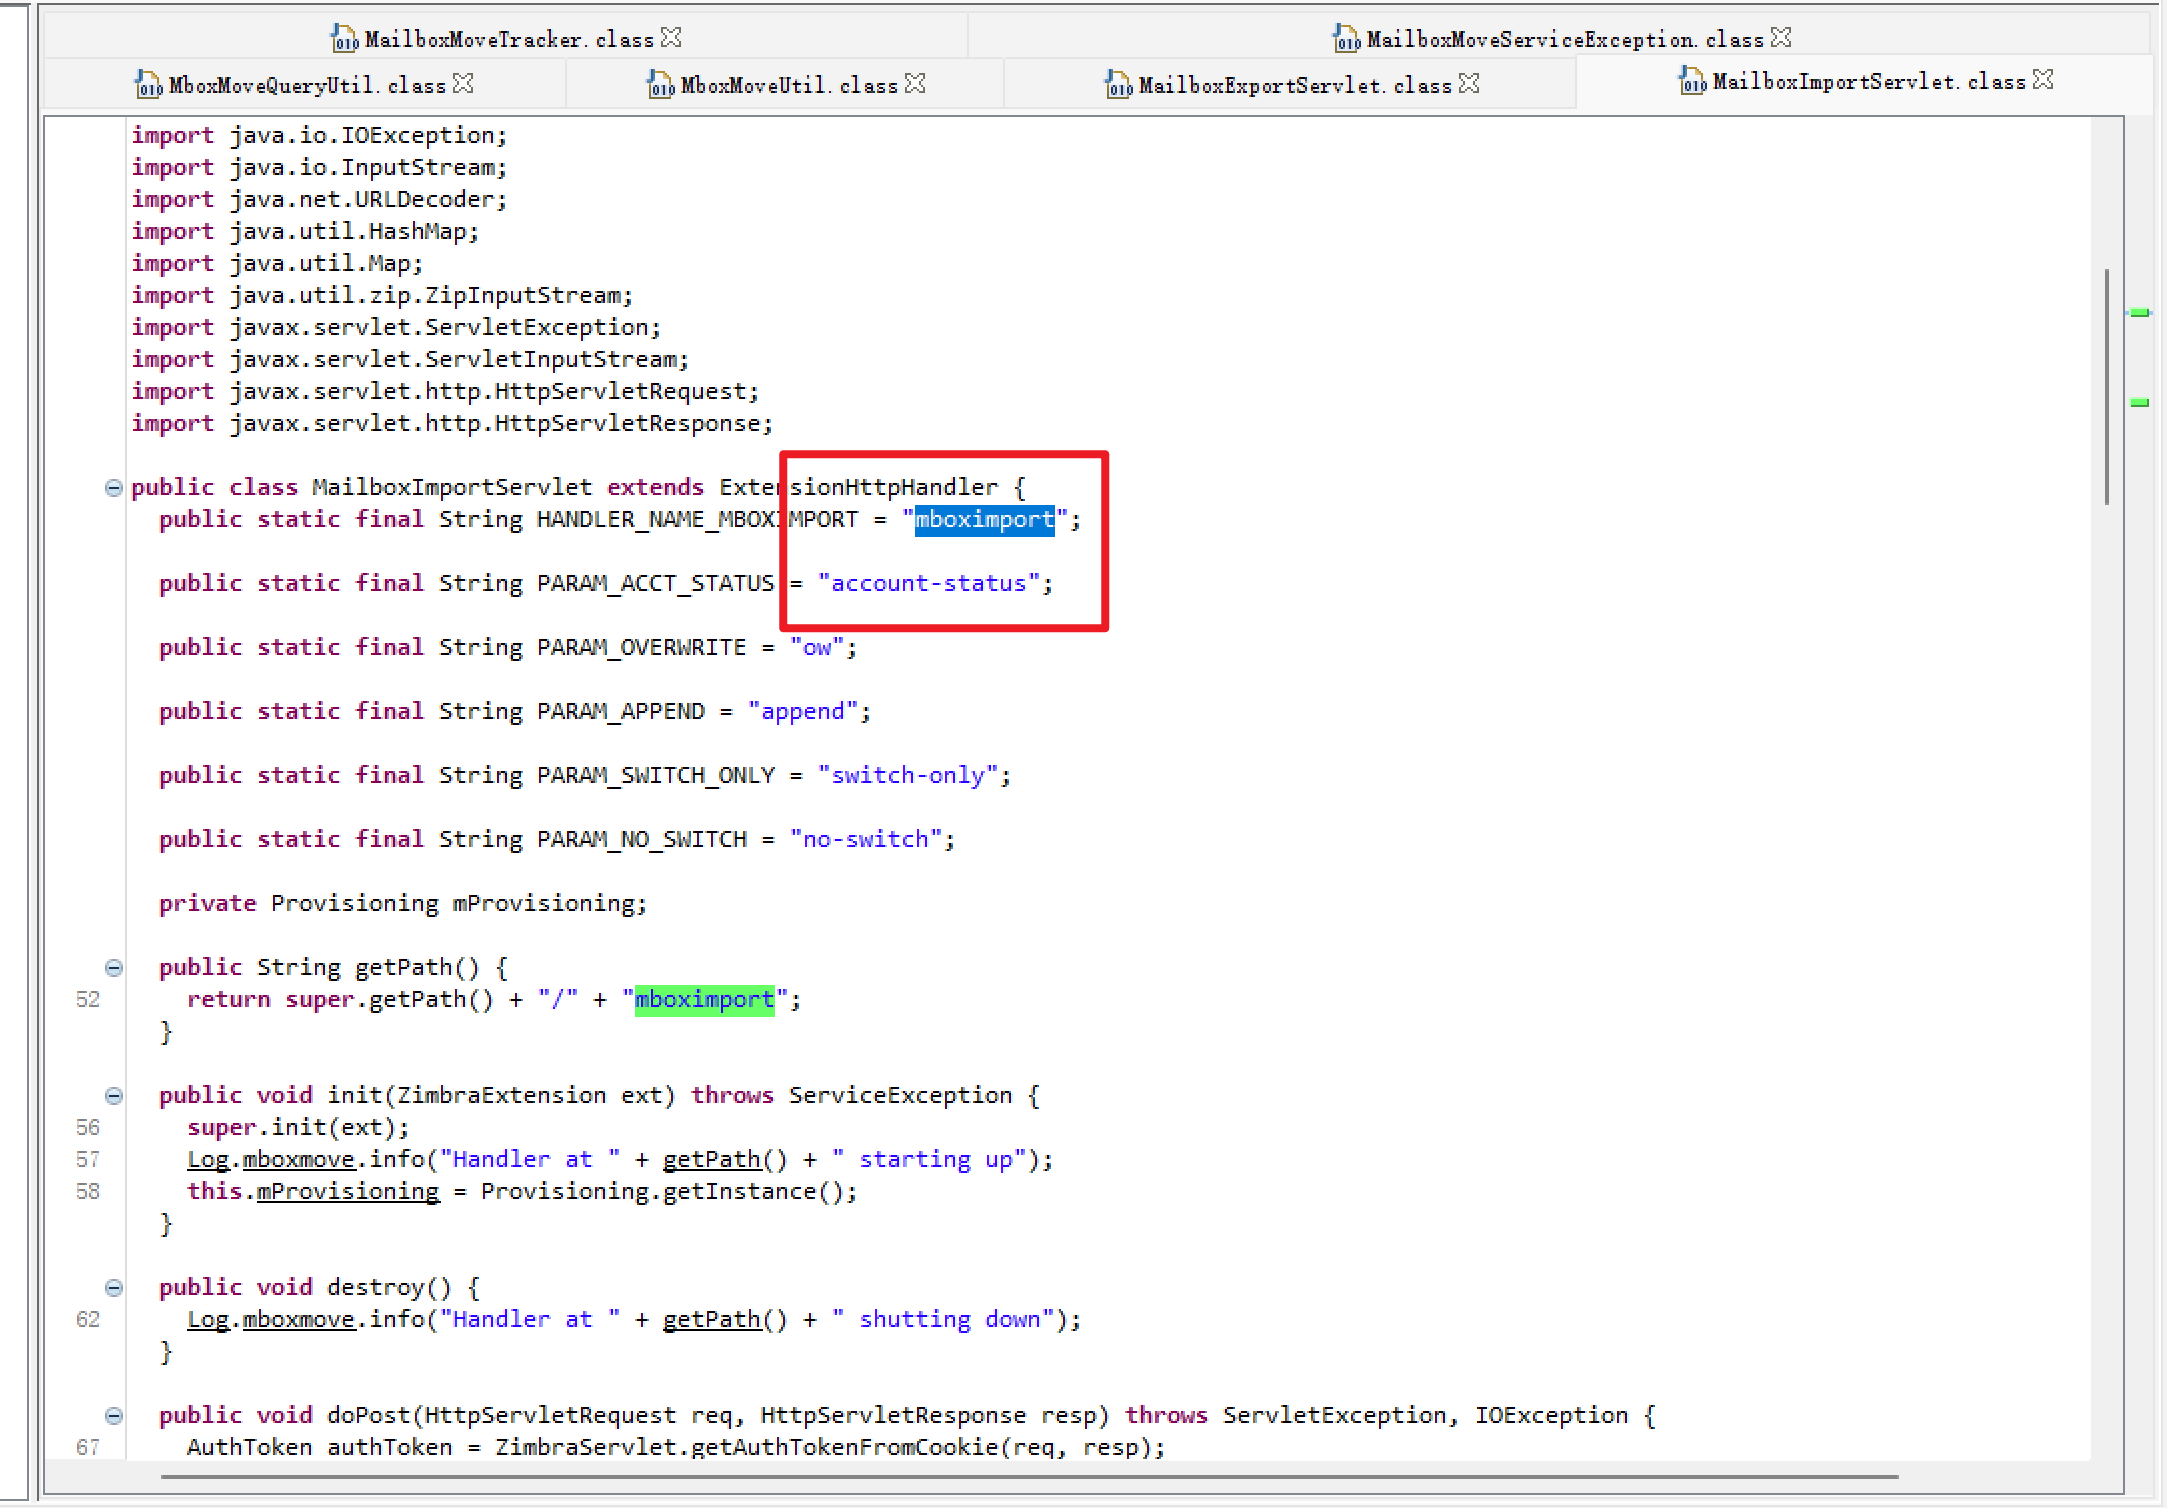 MailboxMoveTracker.class
MailboxMoveServiceException.class
MboxMoveQueryUtil.class
MboxMoveUtil.class
MailboxExportServlet.class
MailboxImportServlet.class
import java.io.IOException;
import java.io.InputStream;
import java.net.URLDecoder;
import java.util.HashMap;
import java.util.Map;
import java.util.zip.ZipInputStream;
import javax.servlet.ServletException;
import javax.servlet.ServletInputStream;
import javax.servlet.http.HttpServletRequest;
import javax.servlet.http.HttpServletResponse;
public class MailboxImportServlet extends ExtensionHttpHandler {
public static final String HANDLER_NAME_MBOXIMPORT = "mboximport";
public static final String PARAM_ACCT_STATUS = "account-status";
public static final String PARAM_OVERWRITE = "ow";
public static final String PARAM_APPEND = "append";
public static final String PARAM_SWITCH_ONLY = "switch-only";
public static final String PARAM_NO_SWITCH = "no-switch";
private Provisioning mProvisioning;
public String getPath() {
52 return super.getPath() + "/" + "mboximport";
}
public void init(ZimbraExtension ext) throws ServiceException {
56 super.init(ext);
57 Log.mboxmove.info("Handler at " + getPath() + " starting up");
58 this.mProvisioning = Provisioning.getInstance();
}
public void destroy() {
62 Log.mboxmove.info("Handler at " + getPath() + " shutting down");
}
public void doPost(HttpServletRequest req, HttpServletResponse resp) throws ServletException, IOException {
67 AuthToken authToken = ZimbraServlet.getAuthTokenFromCookie(req, resp);